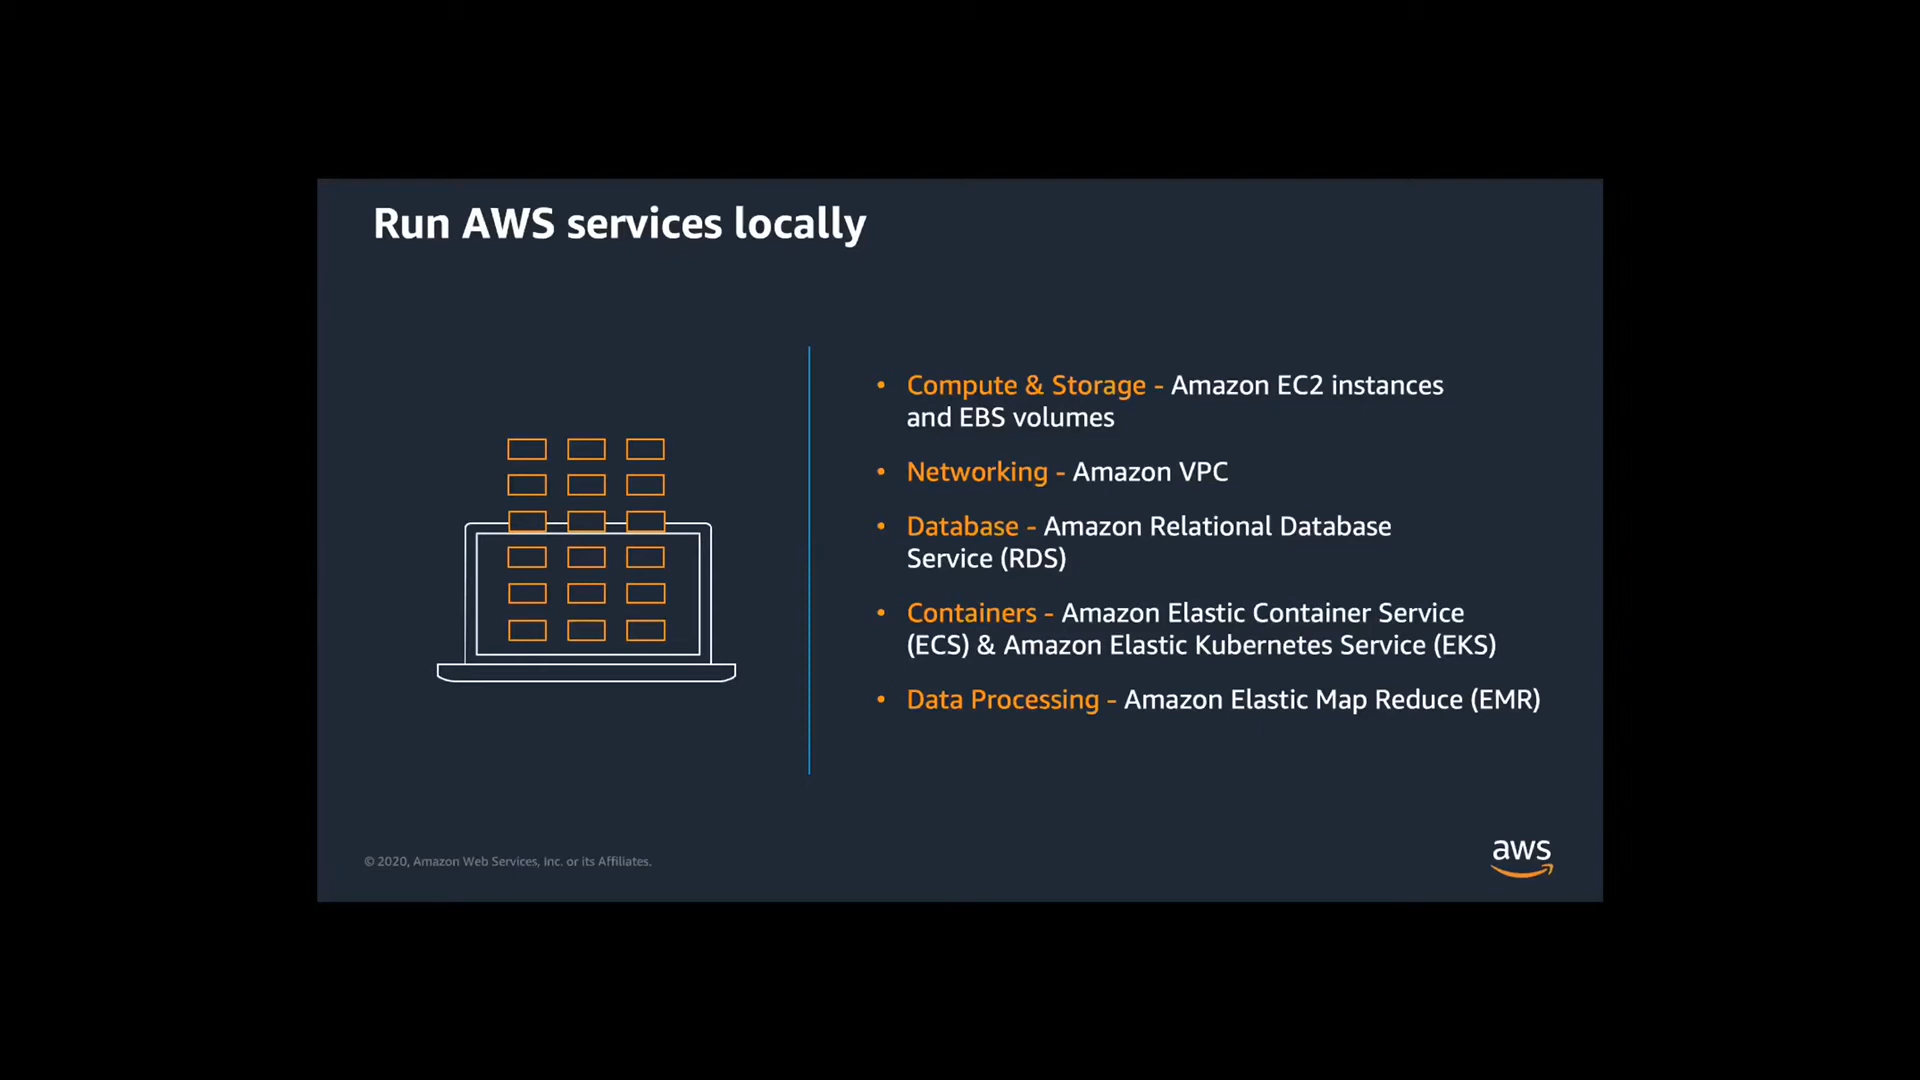 Run AWS services locally
• Compute & Storage - Amazon EC2 instances
and EBS volumes
• Networking - Amazon VPC
• Database - Amazon Relational Database
Service (RDS)
• Containers - Amazon Elastic Container Service
(ECS) & Amazon Elastic Kubernetes Service (EKS)
• Data Processing - Amazon Elastic Map Reduce (EMR)
© 2020, Amazon Web Services, Inc. or its Affiliates.
aws